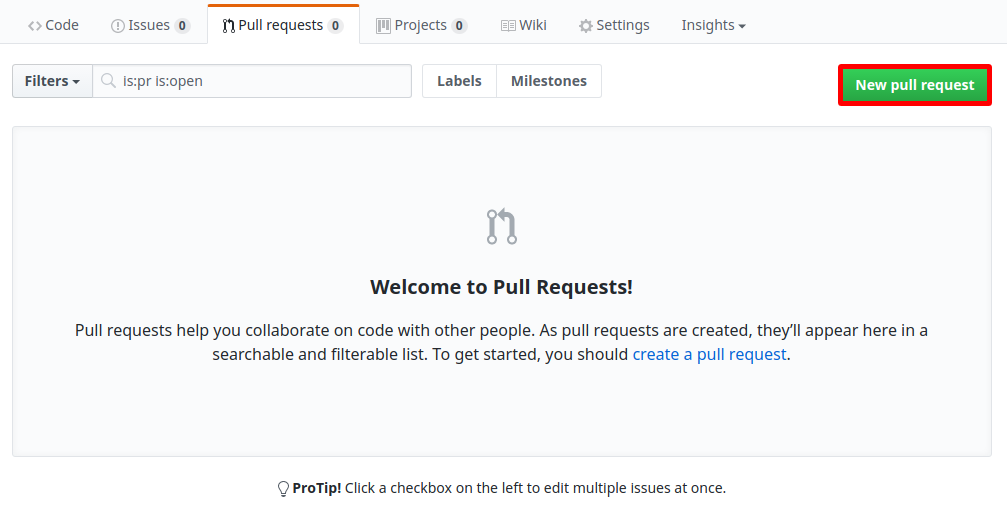 Code Issues 0 Pull requests 0 Projects 0 Wiki Settings Insights
Filters is:pr is:open Labels Milestones New pull request
Welcome to Pull Requests!
Pull requests help you collaborate on code with other people. As pull requests are created, they’ll appear here in a
searchable and filterable list. To get started, you should create a pull request.
ProTip! Click a checkbox on the left to edit multiple issues at once.